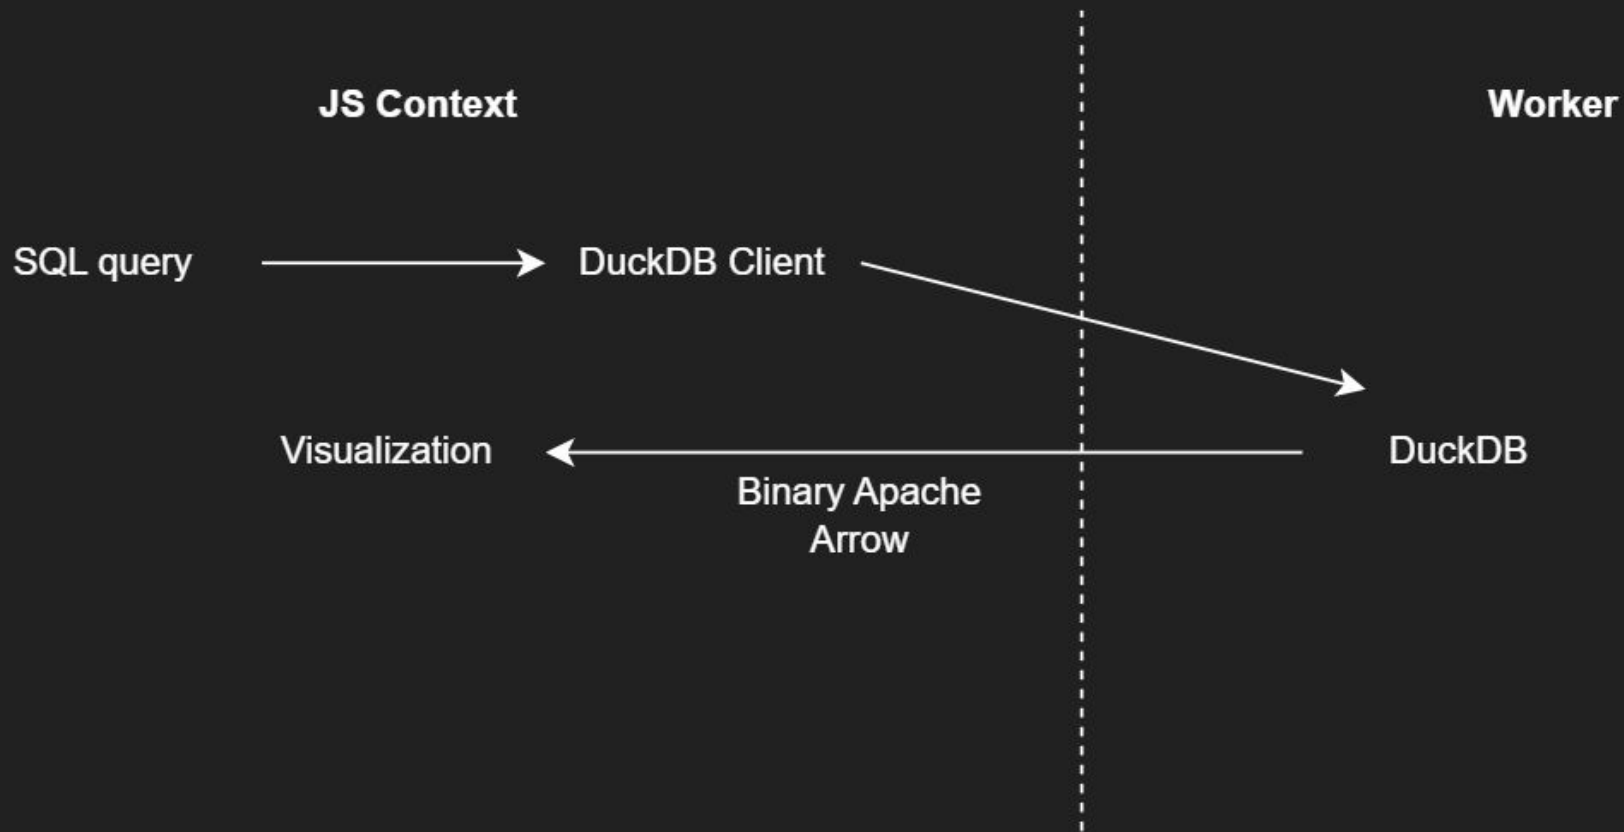 JS Context
Worker
SQL query
DuckDB Client
Visualization
DuckDB
Binary Apache
Arrow